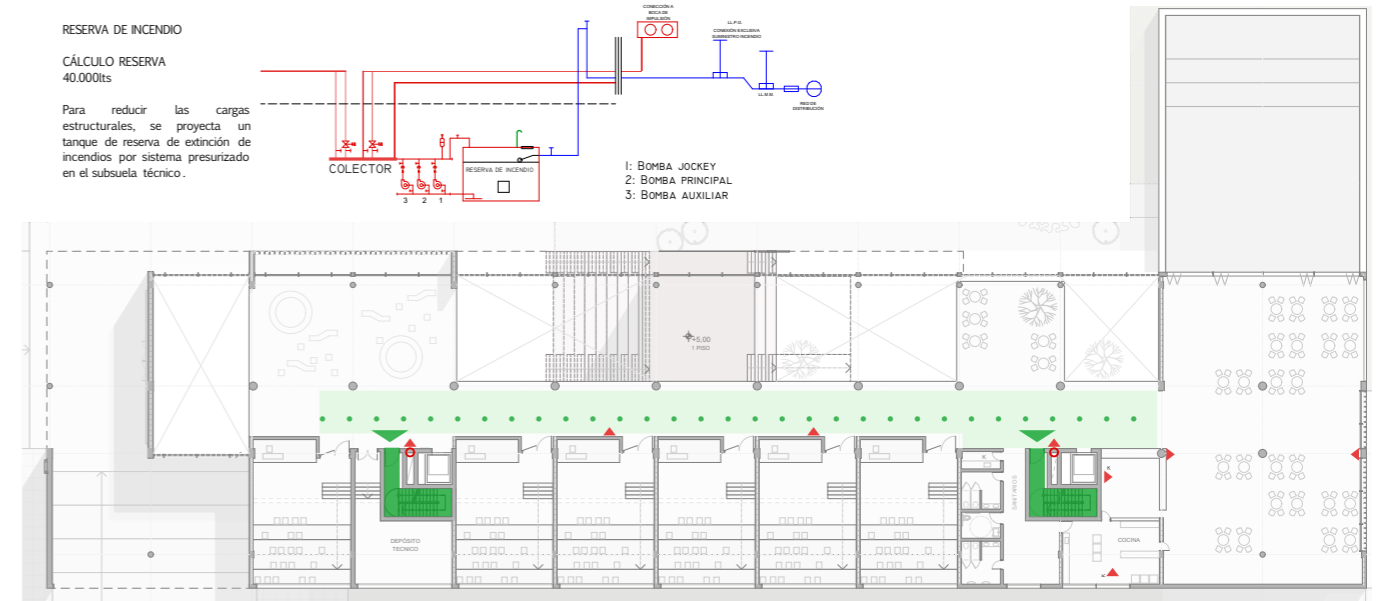 RESERVA DE INCENDIO
CÁLCULO RESERVA
40.000lts
Para reducir las cargas
estructurales, se proyecta un
tanque de reserva de extinción de
incendios por sistema presurizado
en el subsuela técnico.
CONECCIÓN A
BOCA DE
IMPULSIÓN
LL.P.G.
CONEXIÓN EXCLUSIVA
SUMINISTRO INCENDIO
LL.M.M.
RED DE
DISTRIBUCIÓN
COLECTOR
RESERVA DE INCENDIO
3 2 1
1: BOMBA JOCKEY
2: BOMBA PRINCIPAL
3: BOMBA AUXILIAR
+5,00
1 PISO
DEPÓSITO
TECNICO
SANITARIOS
K
K
COCINA
K